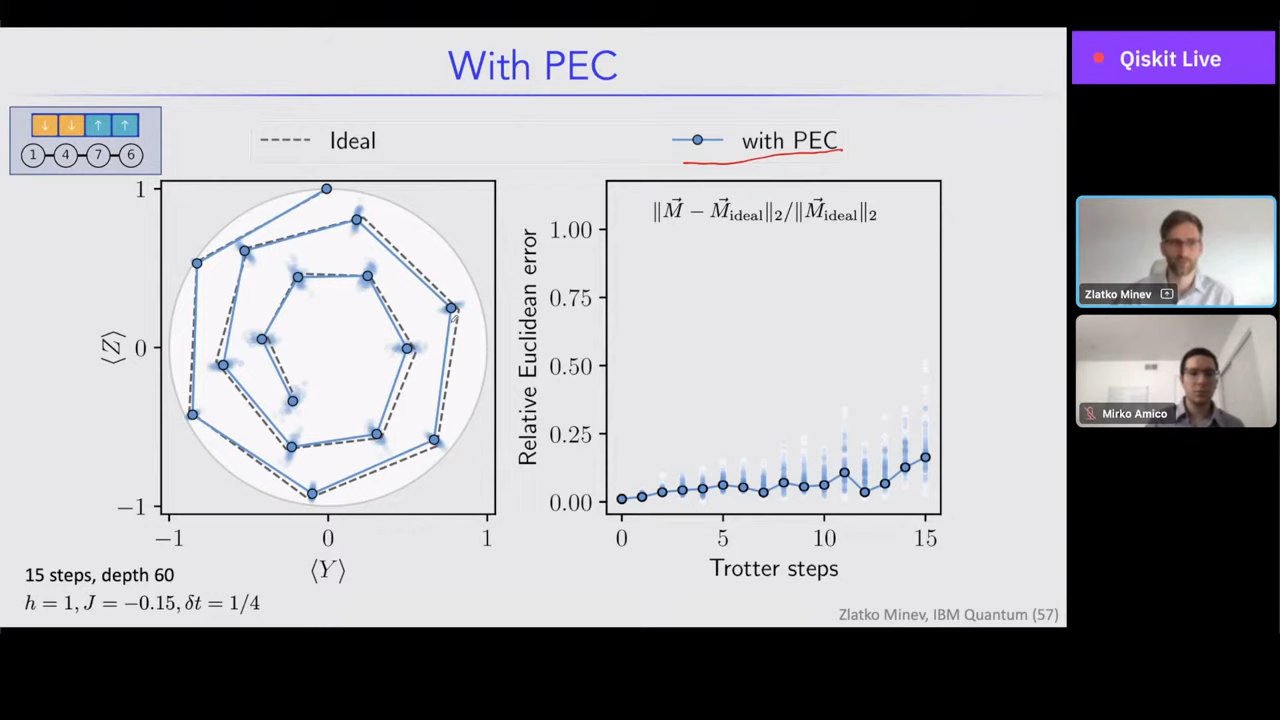 With PEC
Qiskit Live
↓ ↓ ↑ ↑
1 4 7 6
Ideal
with PEC
1
0
−1
⟨Z⟩
−1 0 1
⟨Y⟩
‖M⃗ − M⃗ideal‖2/‖M⃗ideal‖2
Relative Euclidean error
1.00
0.75
0.50
0.25
0.00
0 5 10 15
Trotter steps
15 steps, depth 60
h = 1, J = −0.15, δt = 1/4
Zlatko Minev, IBM Quantum (57)
Zlatko Minev
Mirko Amico